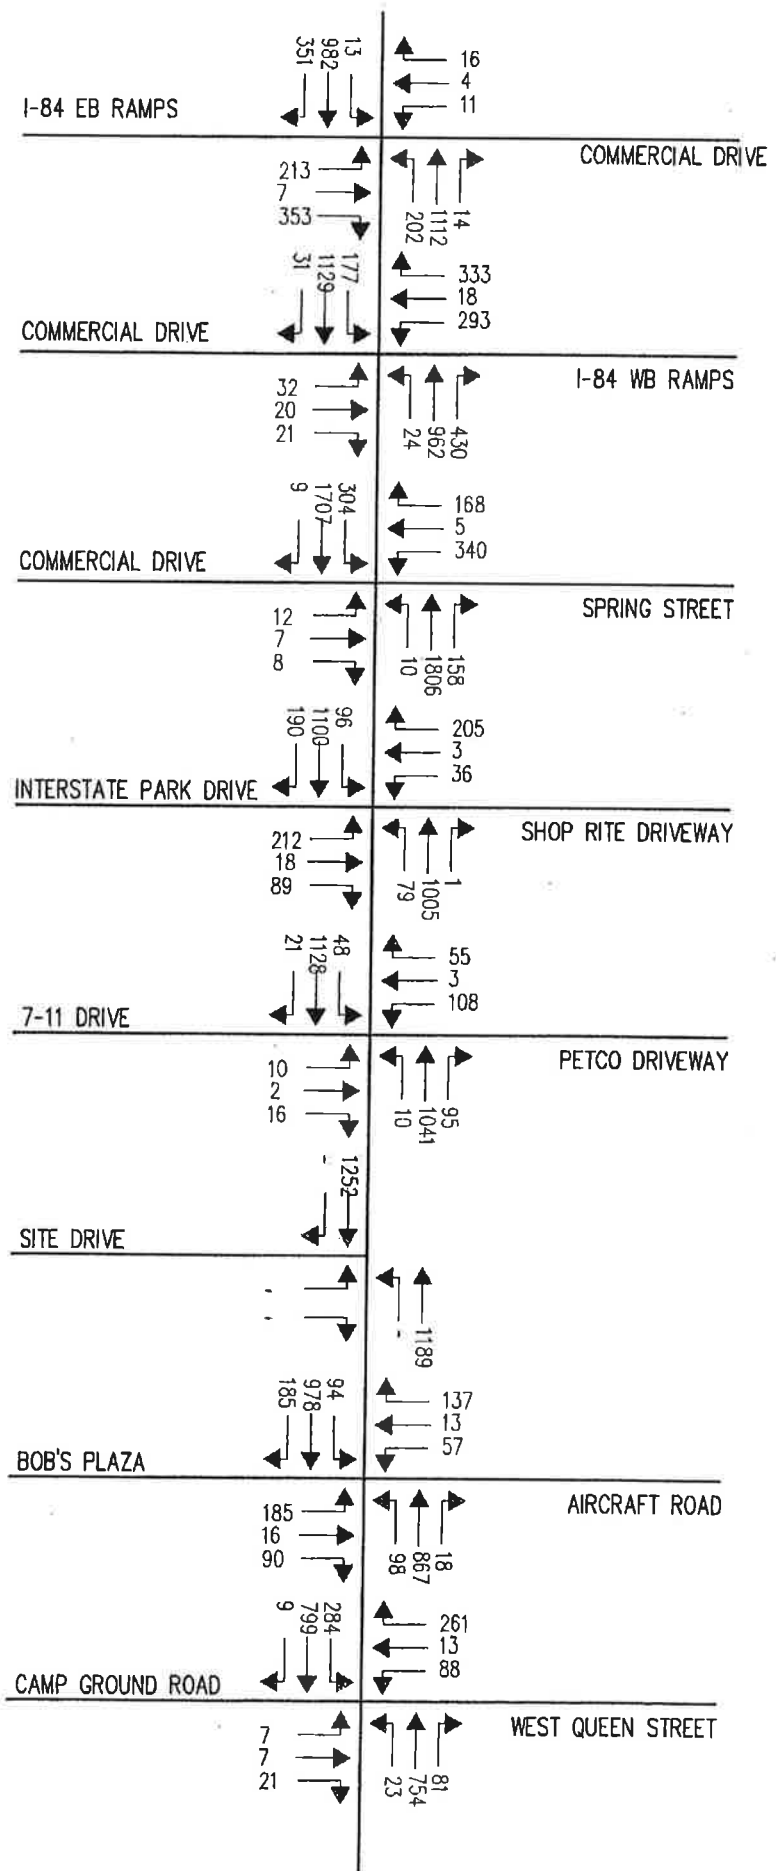 351 982 13
16
4
11
I-84 EB RAMPS
COMMERCIAL DRIVE
213
7
353
202 1112 14
31 1129 177
333
18
293
COMMERCIAL DRIVE
I-84 WB RAMPS
32
20
21
24 962 430
9 1707 304
168
5
340
COMMERCIAL DRIVE
SPRING STREET
12
7
8
10 1806 158
190 1100 96
205
3
36
INTERSTATE PARK DRIVE
SHOP RITE DRIVEWAY
212
18
89
79 1005 1
21 1128 48
55
3
108
7-11 DRIVE
PETCO DRIVEWAY
10
2
16
10 1041 95
- 1252
SITE DRIVE
-
-
- 1189
185 978 94
137
13
57
BOB'S PLAZA
AIRCRAFT ROAD
185
16
90
98 867 18
9 799 284
261
13
88
CAMP GROUND ROAD
WEST QUEEN STREET
7
7
21
23 754 81